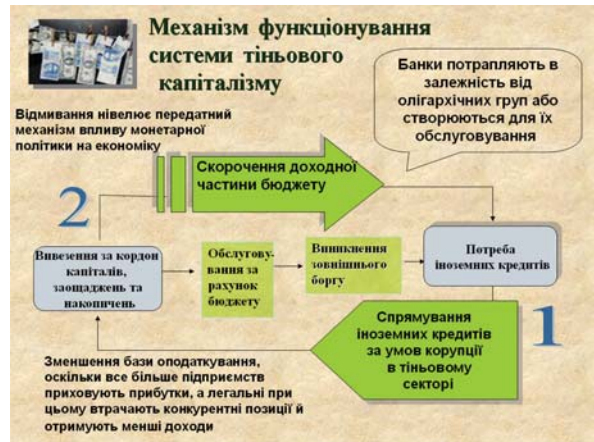 Механізм функціонування
системи тіньового
капіталізму
Банки потрапляють в
залежність від
олігархічних груп або
створюються для їх
обслуговування
Відмивання нівелює передатний
механізм впливу монетарної
політики на економіку
Скорочення доходної
частини бюджету
2
Вивезення за кордон
капіталів,
заощаджень та
накопичень
Обслугову-
вання за
рахунок
бюджету
Виникнення
зовнішнього
боргу
Потреба
іноземних кредитів
1
Спрямування
іноземних кредитів
за умов корупції
в тіньовому
секторі
Зменшення бази оподаткування,
оскільки все більше підприємств
приховують прибутки, а легальні при
цьому втрачають конкурентні позиції й
отримують менші доходи